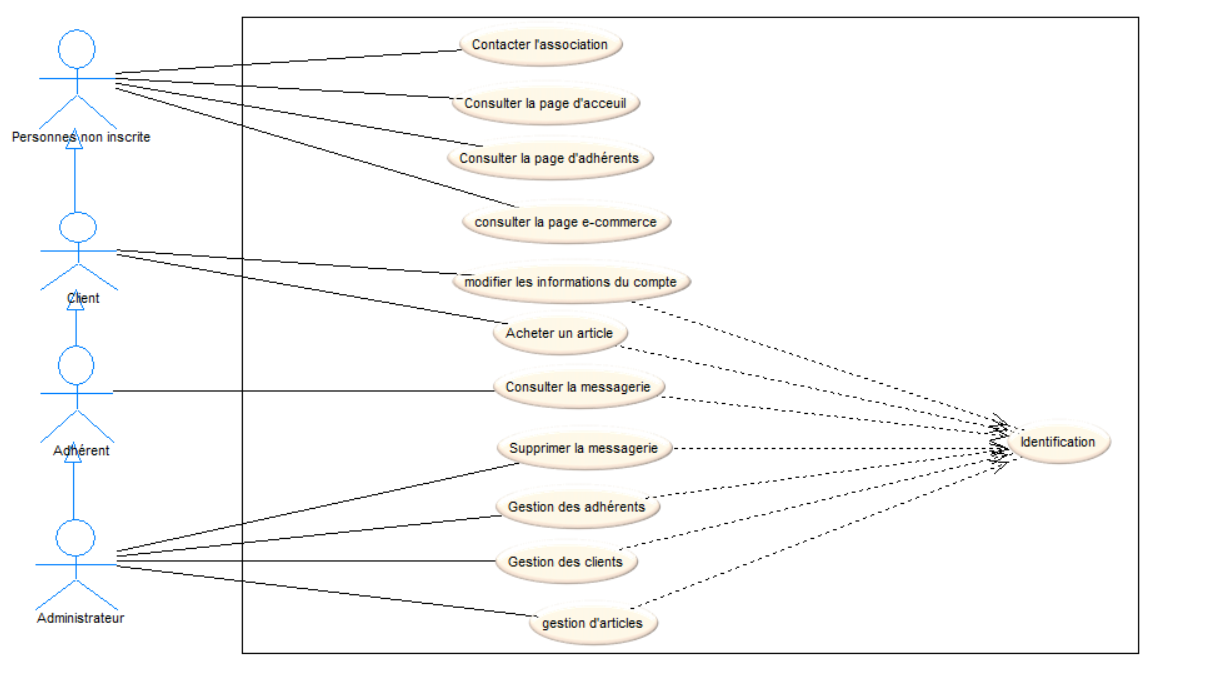 Contacter l'association
Consulter la page d'acceuil
Personnes non inscrite
Consulter la page d'adhérents
consulter la page e-commerce
modifier les informations du compte
Client
Acheter un article
Consulter la messagerie
Identification
Adhérent
Supprimer la messagerie
Gestion des adhérents
Gestion des clients
Administrateur
gestion d'articles